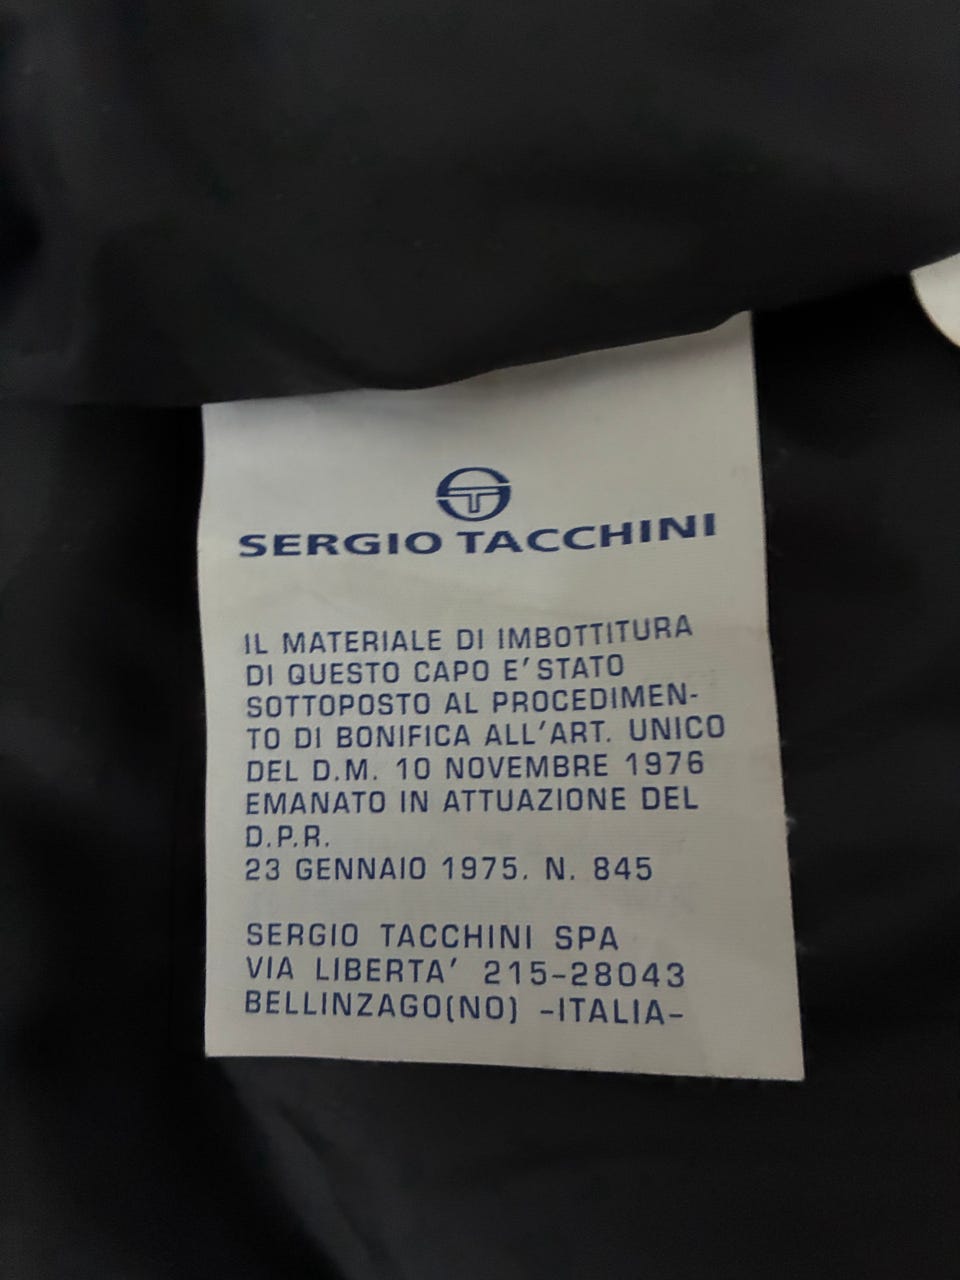 SERGIO TACCHINI
IL MATERIALE DI IMBOTTITURA
DI QUESTO CAPO E' STATO
SOTTOPOSTO AL PROCEDIMEN-
TO DI BONIFICA ALL'ART. UNICO
DEL D.M. 10 NOVEMBRE 1976
EMANATO IN ATTUAZIONE DEL
D.P.R.
23 GENNAIO 1975. N. 845
SERGIO TACCHINI SPA
VIA LIBERTA' 215-28043
BELLINZAGO(NO) -ITALIA-